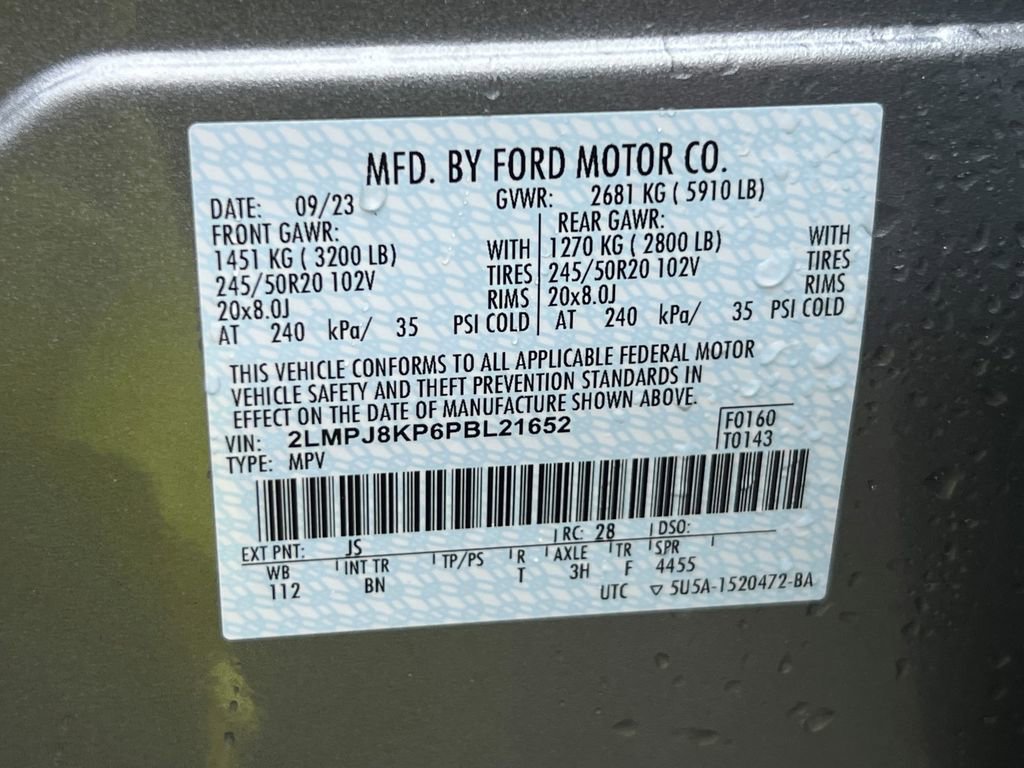 MFD. BY FORD MOTOR CO.
DATE: 09/23 GVWR: 2681 KG ( 5910 LB)
FRONT GAWR: REAR GAWR:
1451 KG ( 3200 LB) WITH 1270 KG ( 2800 LB) WITH
245/50R20 102V TIRES 245/50R20 102V TIRES
20x8.0J RIMS 20x8.0J RIMS
AT 240 kPa/ 35 PSI COLD AT 240 kPa/ 35 PSI COLD
THIS VEHICLE CONFORMS TO ALL APPLICABLE FEDERAL MOTOR
VEHICLE SAFETY AND THEFT PREVENTION STANDARDS IN
EFFECT ON THE DATE OF MANUFACTURE SHOWN ABOVE.
VIN: 2LMPJ8KP6PBL21652 F0160
TYPE: MPV T0143
EXT PNT: JS RC: 28 DSO:
WB INT TR TP/PS R AXLE TR SPR
112 BN T 3H F 4455
UTC ▽ 5U5A-1520472-BA